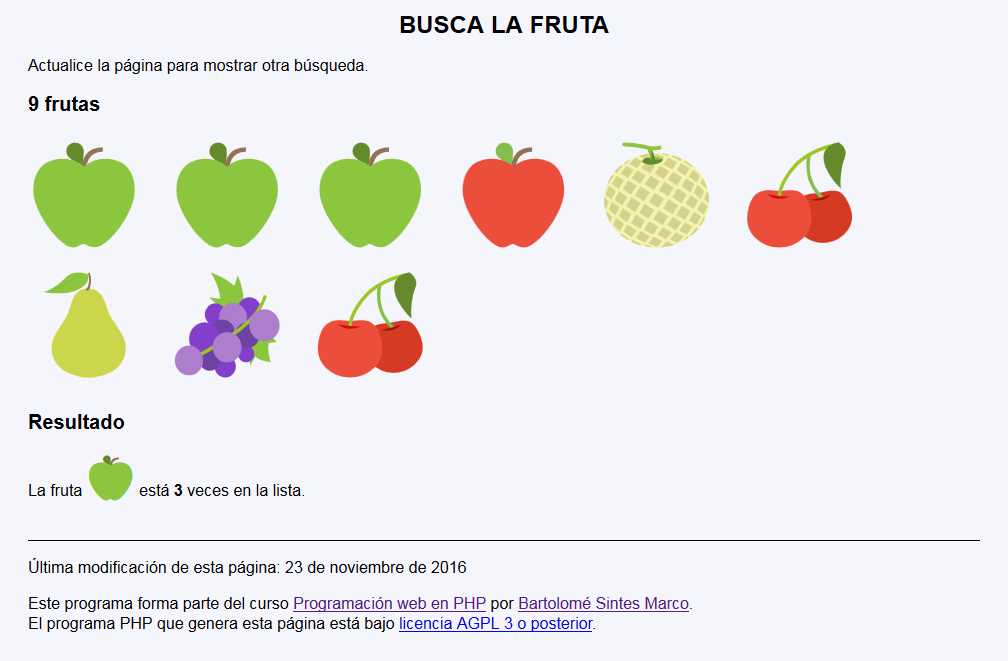 BUSCA LA FRUTA
Actualice la página para mostrar otra búsqueda.
9 frutas
Resultado
La fruta está 3 veces en la lista.
Última modificación de esta página: 23 de noviembre de 2016
Este programa forma parte del curso Programación web en PHP por Bartolomé Sintes Marco.
El programa PHP que genera esta página está bajo licencia AGPL 3 o posterior.